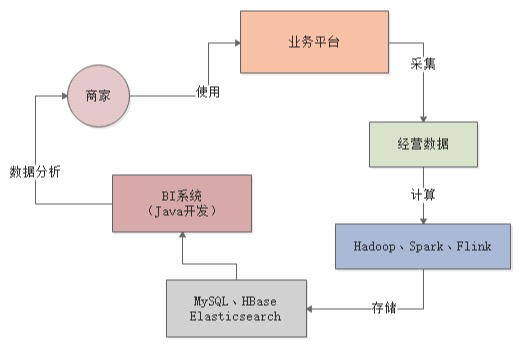 业务平台
采集
商家
使用
经营数据
数据分析
BI系统
（Java开发）
计算
Hadoop、Spark、Flink
MySQL、HBase
Elasticsearch
存储